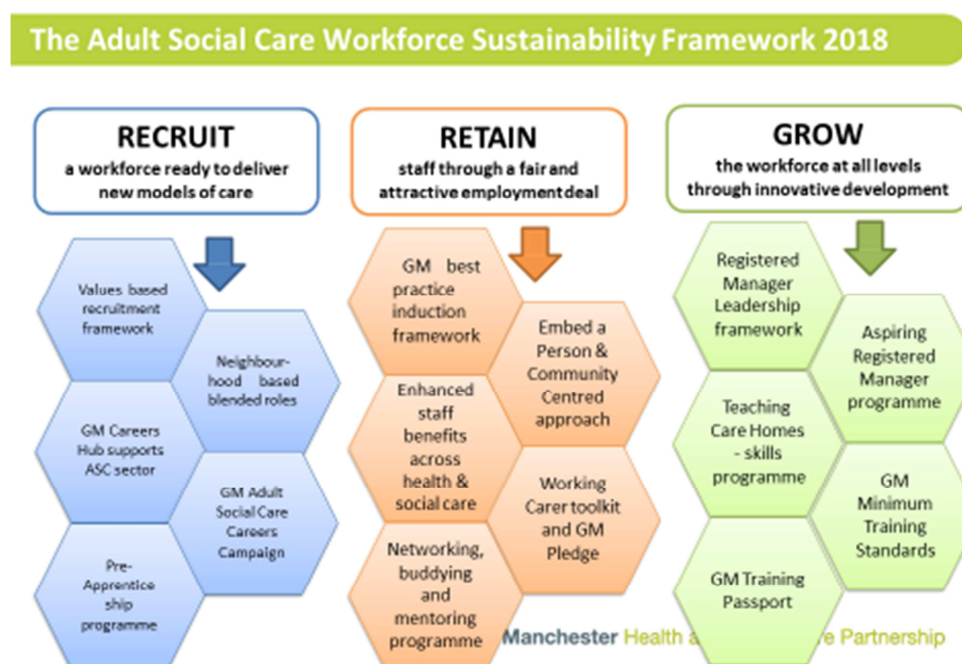 The Adult Social Care Workforce Sustainability Framework 2018
RECRUIT
a workforce ready to deliver
new models of care
Values based
recruitment
framework
Neighbour-
hood based
blended roles
GM Careers
Hub supports
ASC sector
GM Adult
Social Care
Careers
Campaign
Pre-
Apprentice
ship
programme
RETAIN
staff through a fair and
attractive employment deal
GM best
practice
induction
framework
Embed a
Person &
Community
Centred
approach
Enhanced
staff
benefits
across
health &
social care
Working
Carer toolkit
and GM
Pledge
Networking,
buddying
and
mentoring
programme
GROW
the workforce at all levels
through innovative development
Registered
Manager
Leadership
framework
Aspiring
Registered
Manager
programme
Teaching
Care Homes
- skills
programme
GM
Minimum
Training
Standards
GM Training
Passport
Manchester Health Partnership